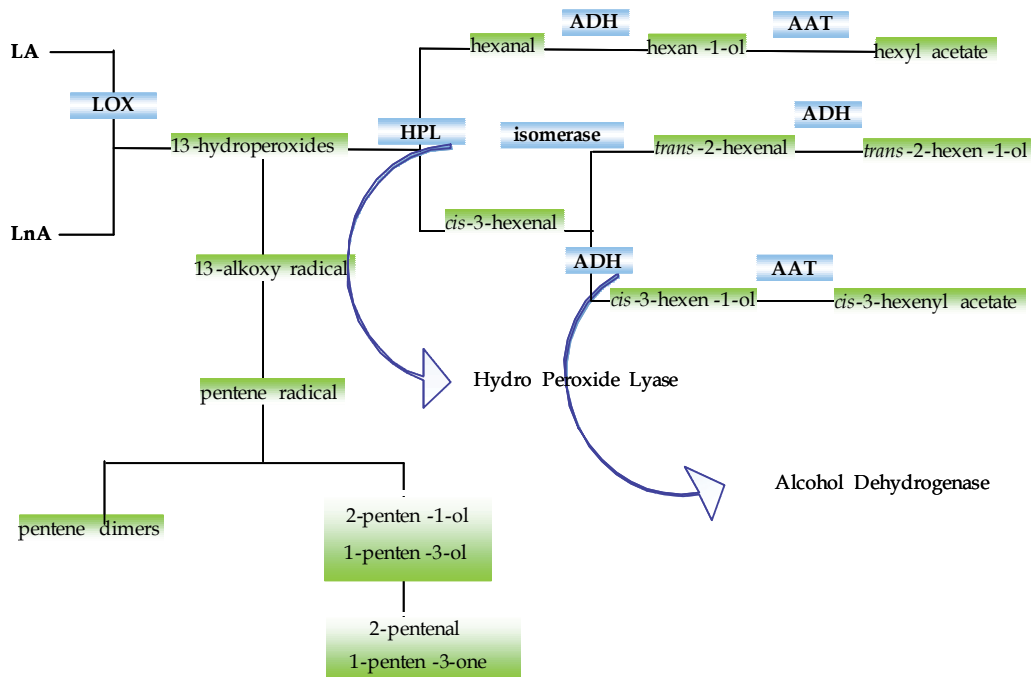 LA
LOX
LnA
13-hydroperoxides
HPL
hexanal
ADH
hexan -1-ol
AAT
hexyl acetate
isomerase
trans-2-hexenal
ADH
trans-2-hexen -1-ol
cis-3-hexenal
ADH
cis-3-hexen -1-ol
AAT
cis-3-hexenyl acetate
13-alkoxy radical
Hydro Peroxide Lyase
pentene radical
Alcohol Dehydrogenase
pentene dimers
2-penten -1-ol
1-penten -3-ol
2-pentenal
1-penten -3-one